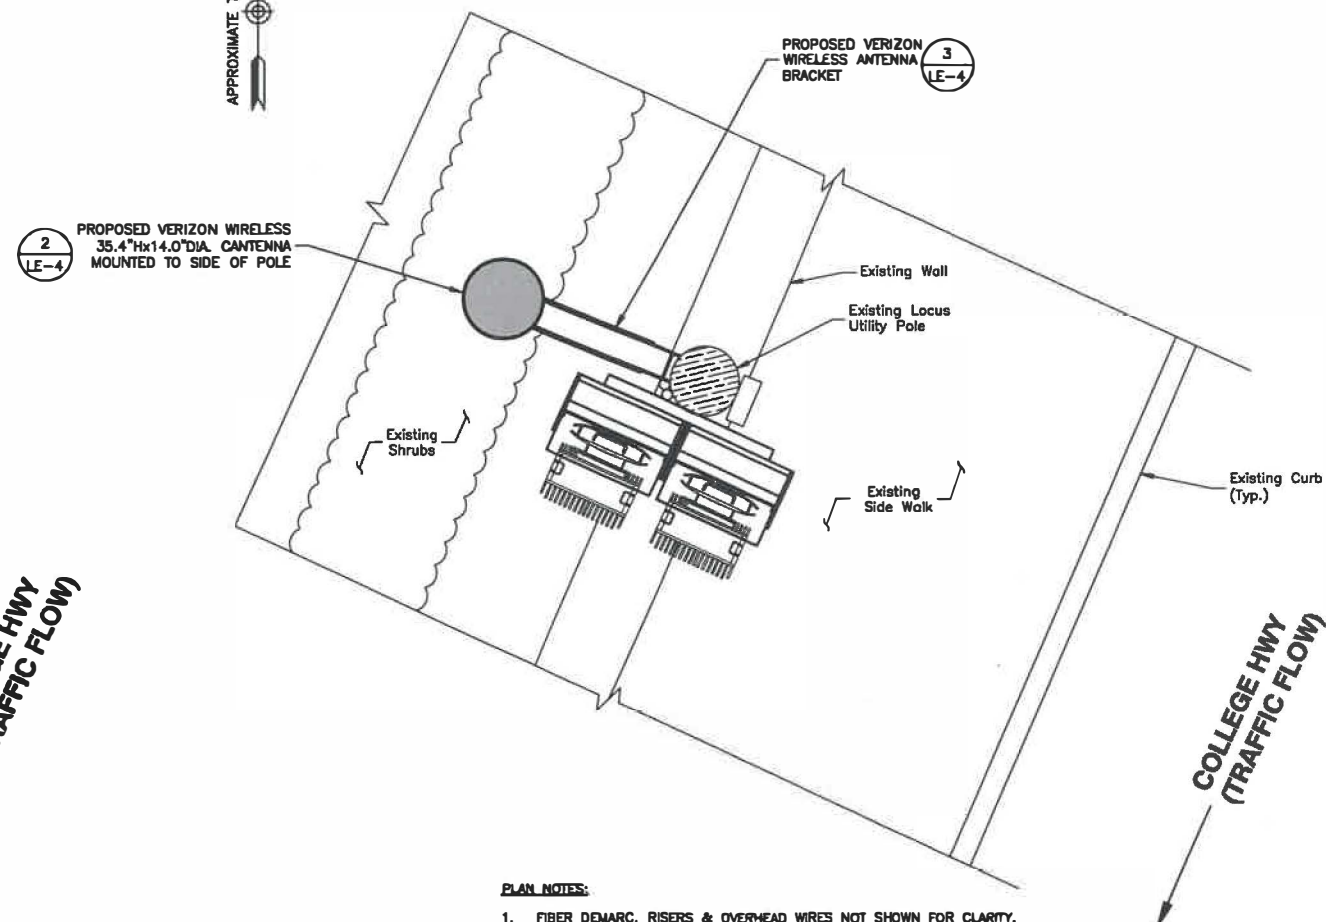 APPROXIMATE
PROPOSED VERIZON
WIRELESS ANTENNA
BRACKET
3
LE-4
2
LE-4
PROPOSED VERIZON WIRELESS
35.4"Hx14.0"DIA. CANTENNA
MOUNTED TO SIDE OF POLE
Existing Wall
Existing Locus
Utility Pole
Existing
Shrubs
Existing
Side Walk
Existing Curb
(Typ.)
HWY
FLOW)
COLLEGE HWY
(TRAFFIC FLOW)
PLAN NOTES:
1. FIBER DEMARC, RISERS & OVERHEAD WIRES NOT SHOWN FOR CLARITY.